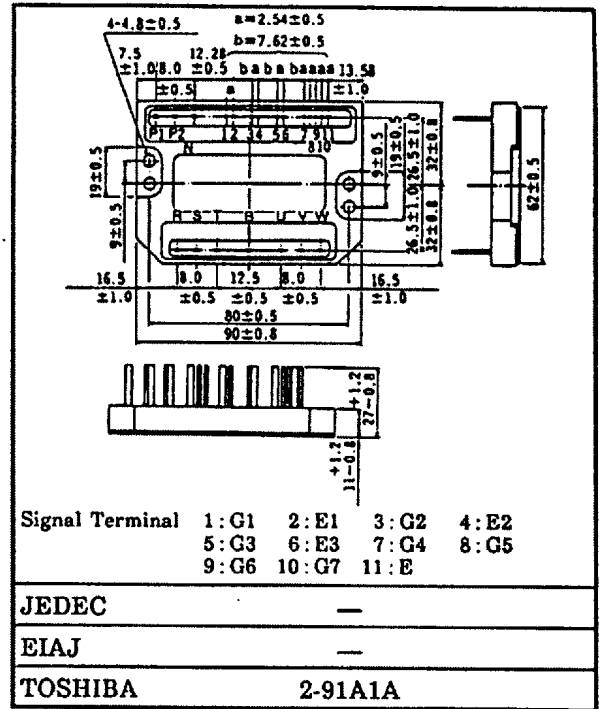 4-4.8±0.5
a=2.54±0.5
b=7.62±0.5
7.5 ±1.0
8.0 ±0.5
12.28 ±0.5
b a b a b a a a a
13.58 ±1.0
a
P1 P2 1 2 3 4 5 6 7 9 11
N 8 10
19±0.5
9±0.5
9±0.5
19±0.5
26.5±1.0
32±0.8
26.5±1.0
32±0.8
62±0.5
R S T B U V W
16.5 ±1.0
8.0 ±0.5
12.5 ±0.5
8.0 ±0.5
16.5 ±1.0
80±0.5
90±0.8
27 +1.2 -0.8
11 +1.2 -0.8
Signal Terminal 1:G1 2:E1 3:G2 4:E2
5:G3 6:E3 7:G4 8:G5
9:G6 10:G7 11:E
JEDEC —
EIAJ —
TOSHIBA 2-91A1A